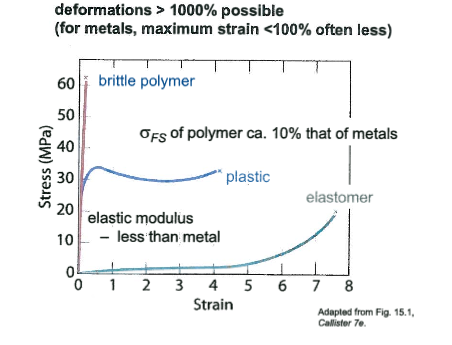 deformations > 1000% possible
(for metals, maximum strain <100% often less)
60
brittle polymer
50
σFS of polymer ca. 10% that of metals
40
30
plastic
20
elastomer
elastic modulus
10
– less than metal
0
Stress (MPa)
0 1 2 3 4 5 6 7 8
Strain
Adapted from Fig. 15.1,
Callister 7e.